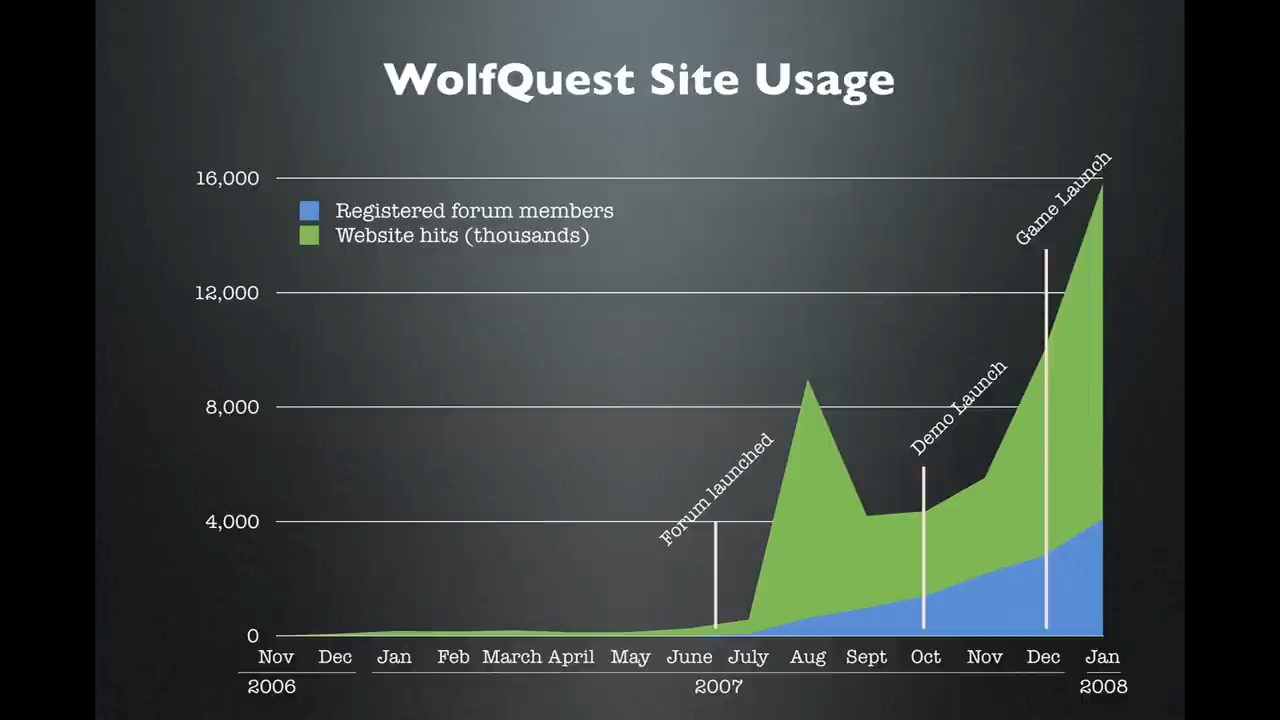 WolfQuest Site Usage
16,000
Registered forum members
Website hits (thousands)
Game Launch
12,000
8,000
Demo Launch
Forum launched
4,000
0
Nov Dec Jan Feb March April May June July Aug Sept Oct Nov Dec Jan
2006 2007 2008